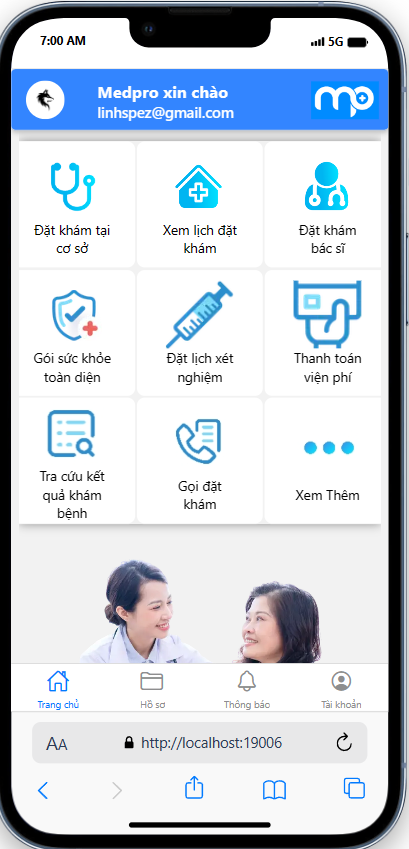 7:00 AM
5G
Medpro xin chào
linhspez@gmail.com
mp
Đặt khám tại
cơ sở
Xem lịch đặt
khám
Đặt khám
bác sĩ
Gói sức khỏe
toàn diện
Đặt lịch xét
nghiệm
Thanh toán
viện phí
Tra cứu kết
quả khám
bệnh
Gọi đặt
khám
Xem Thêm
Trang chủ
Hồ sơ
Thông báo
Tài khoản
AA
http://localhost:19006